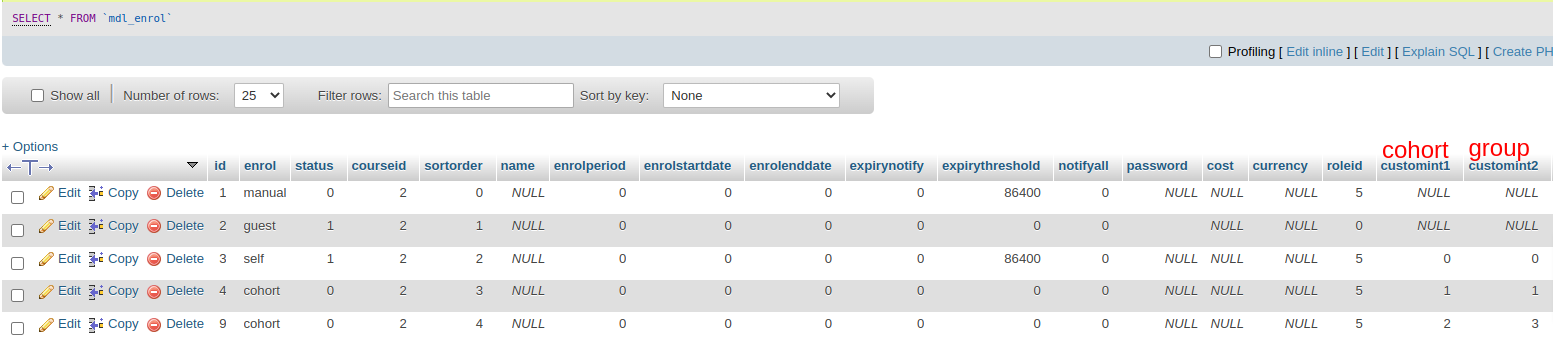 SELECT * FROM `mdl_enrol`
Profiling [ Edit inline ] [ Edit ] [ Explain SQL ] [ Create PH
Show all Number of rows: 25 Filter rows: Search this table Sort by key: None
+ Options
cohort group
id enrol status courseid sortorder name enrolperiod enrolstartdate enrolenddate expirynotify expirythreshold notifyall password cost currency roleid customint1 customint2
Edit Copy Delete 1 manual 0 2 0 NULL 0 0 0 0 86400 0 NULL NULL NULL 5 NULL NULL
Edit Copy Delete 2 guest 1 2 1 NULL 0 0 0 0 0 0 NULL NULL 0 NULL NULL
Edit Copy Delete 3 self 1 2 2 NULL 0 0 0 0 86400 0 NULL NULL NULL 5 0 0
Edit Copy Delete 4 cohort 0 2 3 NULL 0 0 0 0 0 0 NULL NULL NULL 5 1 1
Edit Copy Delete 9 cohort 0 2 4 NULL 0 0 0 0 0 0 NULL NULL NULL 5 2 3